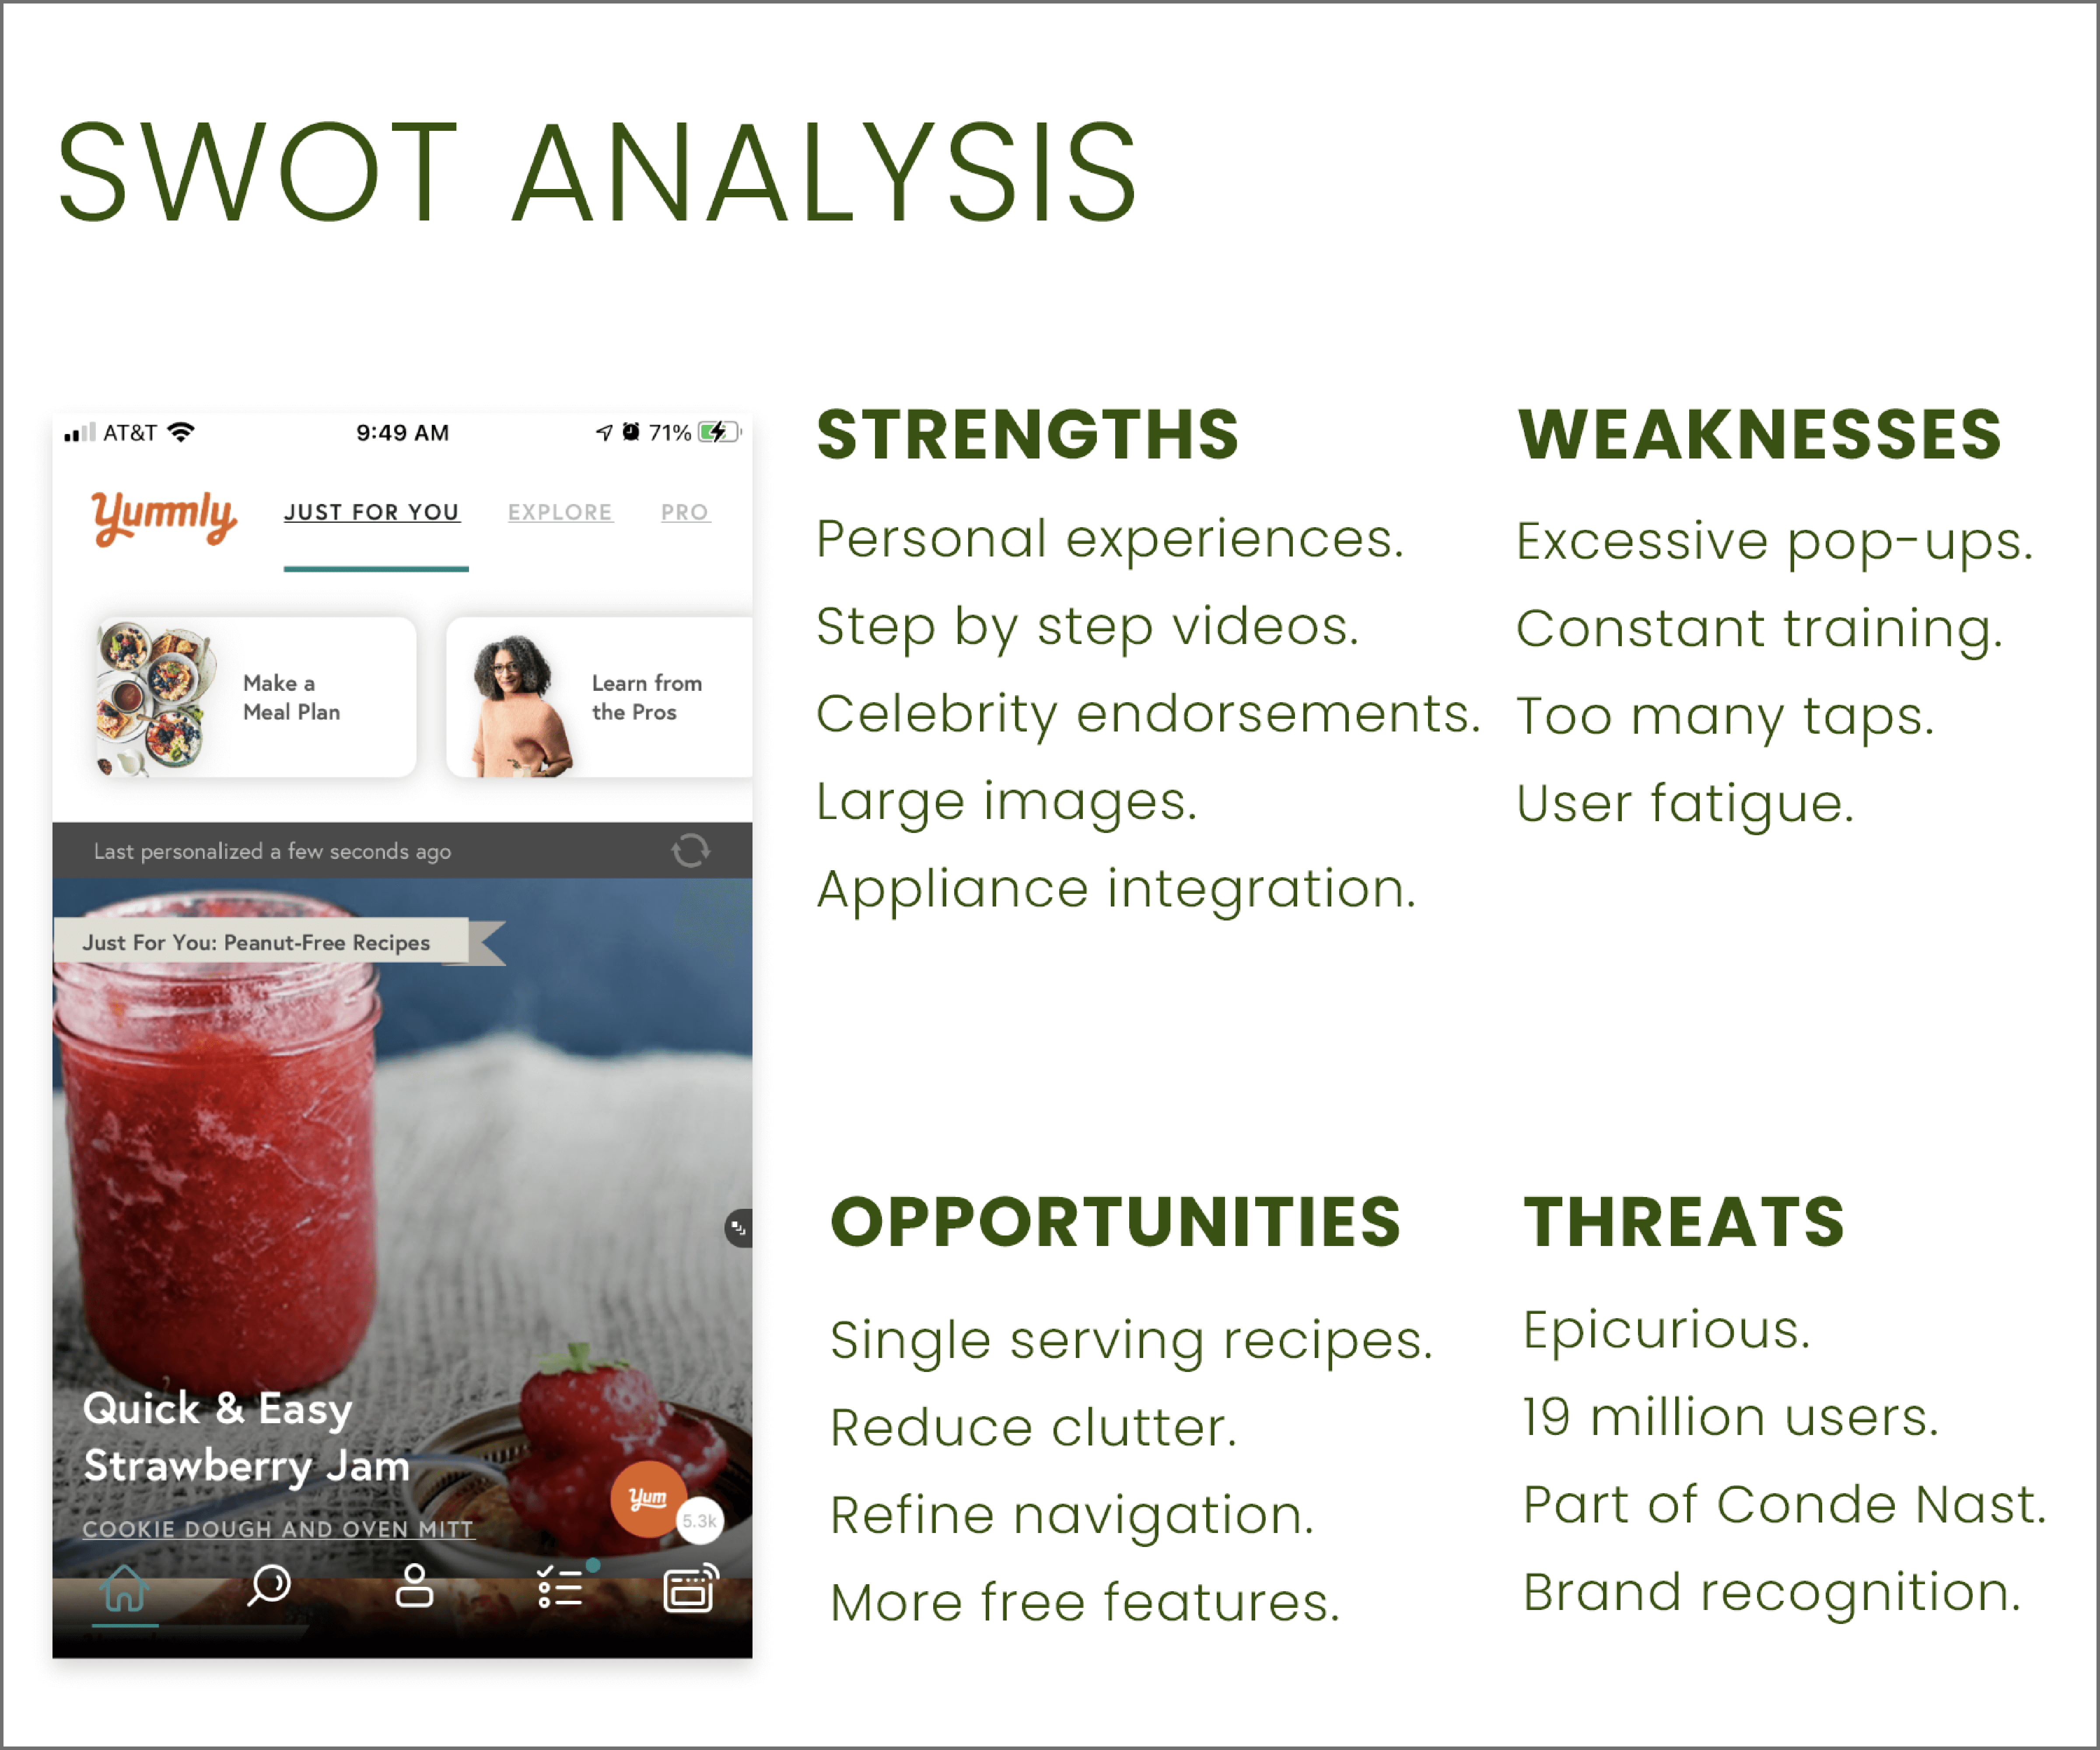 SWOT ANALYSIS
AT&T 9:49 AM 71%
Yummly JUST FOR YOU EXPLORE PRO
Make a
Meal Plan
Learn from
the Pros
Last personalized a few seconds ago
Just For You: Peanut-Free Recipes
Quick & Easy
Strawberry Jam
COOKIE DOUGH AND OVEN MITT
Yum
5.3k
STRENGTHS
Personal experiences.
Step by step videos.
Celebrity endorsements.
Large images.
Appliance integration.
WEAKNESSES
Excessive pop-ups.
Constant training.
Too many taps.
User fatigue.
OPPORTUNITIES
Single serving recipes.
Reduce clutter.
Refine navigation.
More free features.
THREATS
Epicurious.
19 million users.
Part of Conde Nast.
Brand recognition.